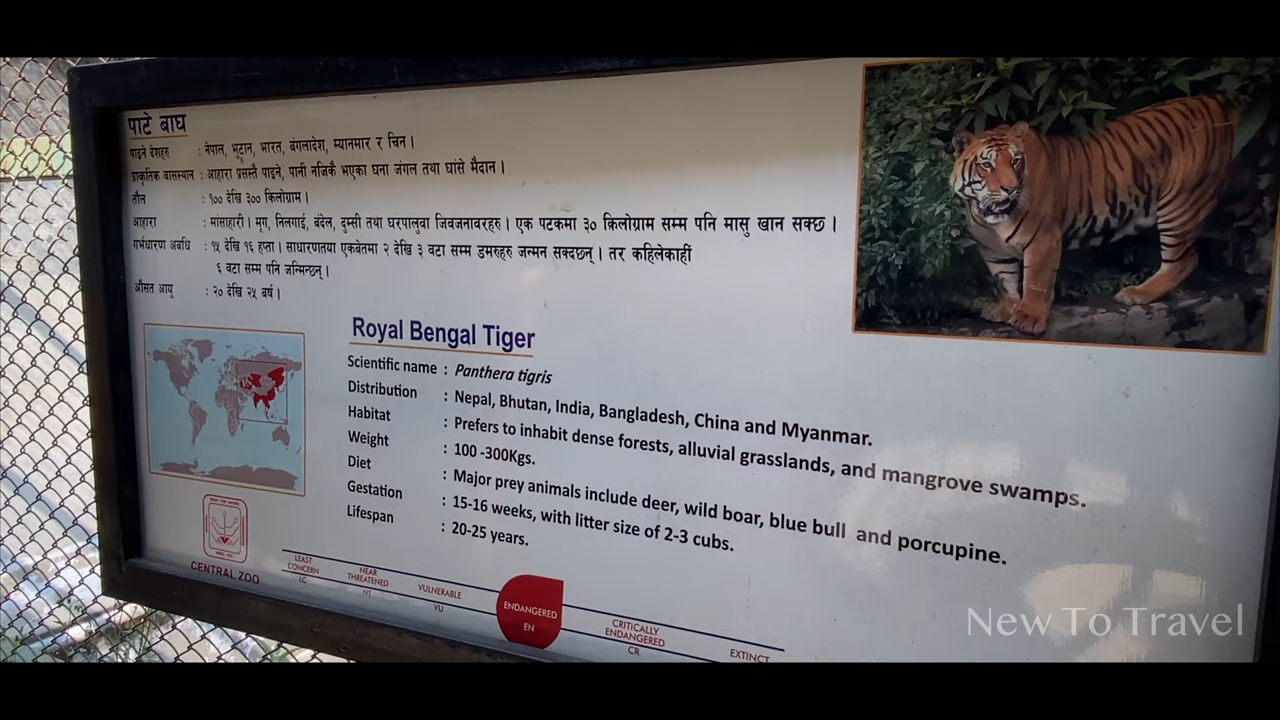 पाटे बाघ
पाइने देशहरु : नेपाल, भूटान, भारत, बंगलादेश, म्यानमार र चिन ।
प्राकृतिक वासस्थान : आहारा प्रसस्तै पाइने, पानी नजिकै भएका घना जंगल तथा घाँसे मैदान ।
तौल : १०० देखि ३०० किलोग्राम ।
आहारा : मांसाहारी । मृग, निलगाई, बंदेल, दुम्सी तथा घरपालुवा जिवजनावरहरु । एक पटकमा ३० किलोग्राम सम्म पनि मासु खान सक्छ ।
गर्भधारण अवधि : १५ देखि १६ हप्ता । साधारणतया एकबेतमा २ देखि ३ वटा सम्म डमरुहरु जन्मन सक्दछन् । तर कहिलेकाहीं
६ वटा सम्म पनि जन्मिन्छन् ।
औसत आयु : २० देखि २५ बर्ष ।
Royal Bengal Tiger
Scientific name : Panthera tigris
Distribution : Nepal, Bhutan, India, Bangladesh, China and Myanmar.
Habitat : Prefers to inhabit dense forests, alluvial grasslands, and mangrove swamps.
Weight : 100 -300Kgs.
Diet : Major prey animals include deer, wild boar, blue bull and porcupine.
Gestation : 15-16 weeks, with litter size of 2-3 cubs.
Lifespan : 20-25 years.
CENTRAL ZOO
LEAST CONCERN LC
NEAR THREATENED NT
VULNERABLE VU
ENDANGERED EN
CRITICALLY ENDANGERED CR
EXTINCT
New To Travel